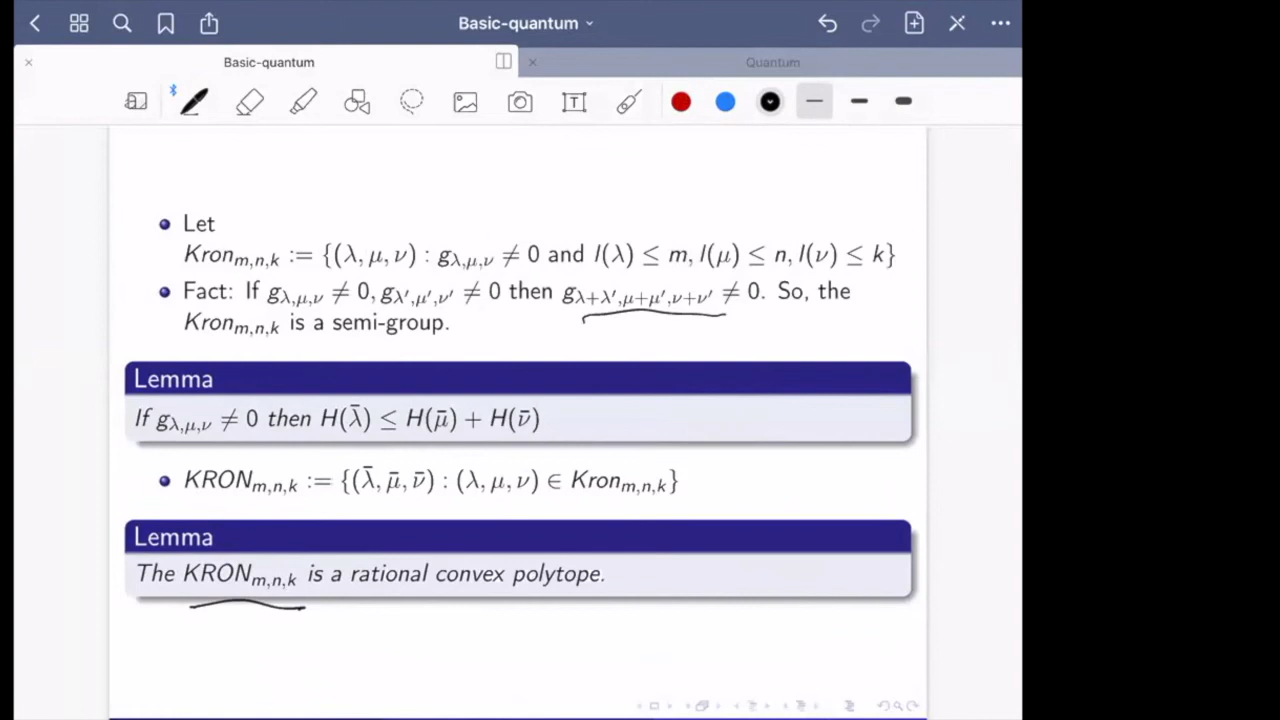 Basic-quantum
Basic-quantum
Quantum
Let
Kron_{m,n,k} := {(λ, μ, ν) : g_{λ,μ,ν} ≠ 0 and l(λ) ≤ m, l(μ) ≤ n, l(ν) ≤ k}
Fact: If g_{λ,μ,ν} ≠ 0, g_{λ′,μ′,ν′} ≠ 0 then g_{λ+λ′,μ+μ′,ν+ν′} ≠ 0. So, the
Kron_{m,n,k} is a semi-group.
Lemma
If g_{λ,μ,ν} ≠ 0 then H(λ̄) ≤ H(μ̄) + H(ν̄)
KRON_{m,n,k} := {(λ̄, μ̄, ν̄) : (λ, μ, ν) ∈ Kron_{m,n,k}}
Lemma
The KRON_{m,n,k} is a rational convex polytope.